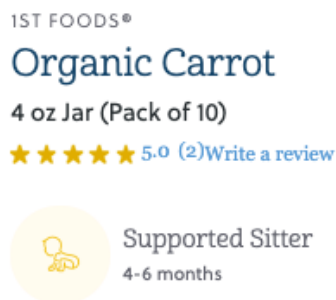 1ST FOODS®
Organic Carrot
4 oz Jar (Pack of 10)
5.0 (2)Write a review
Supported Sitter
4-6 months